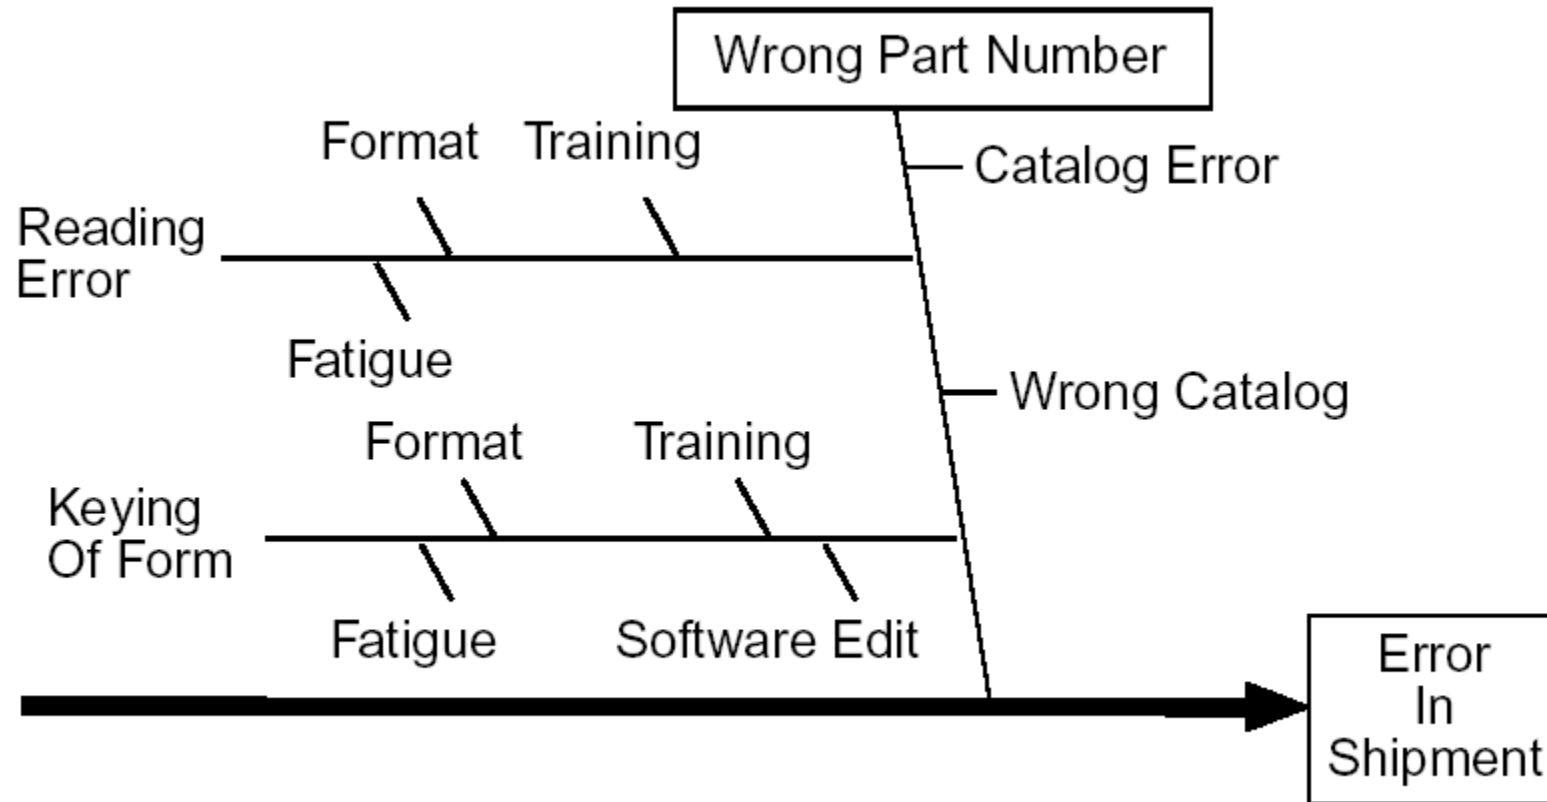 Wrong Part Number
Format
Training
Catalog Error
Reading
Error
Fatigue
Wrong Catalog
Format
Training
Keying
Of Form
Fatigue
Software Edit
Error
In
Shipment